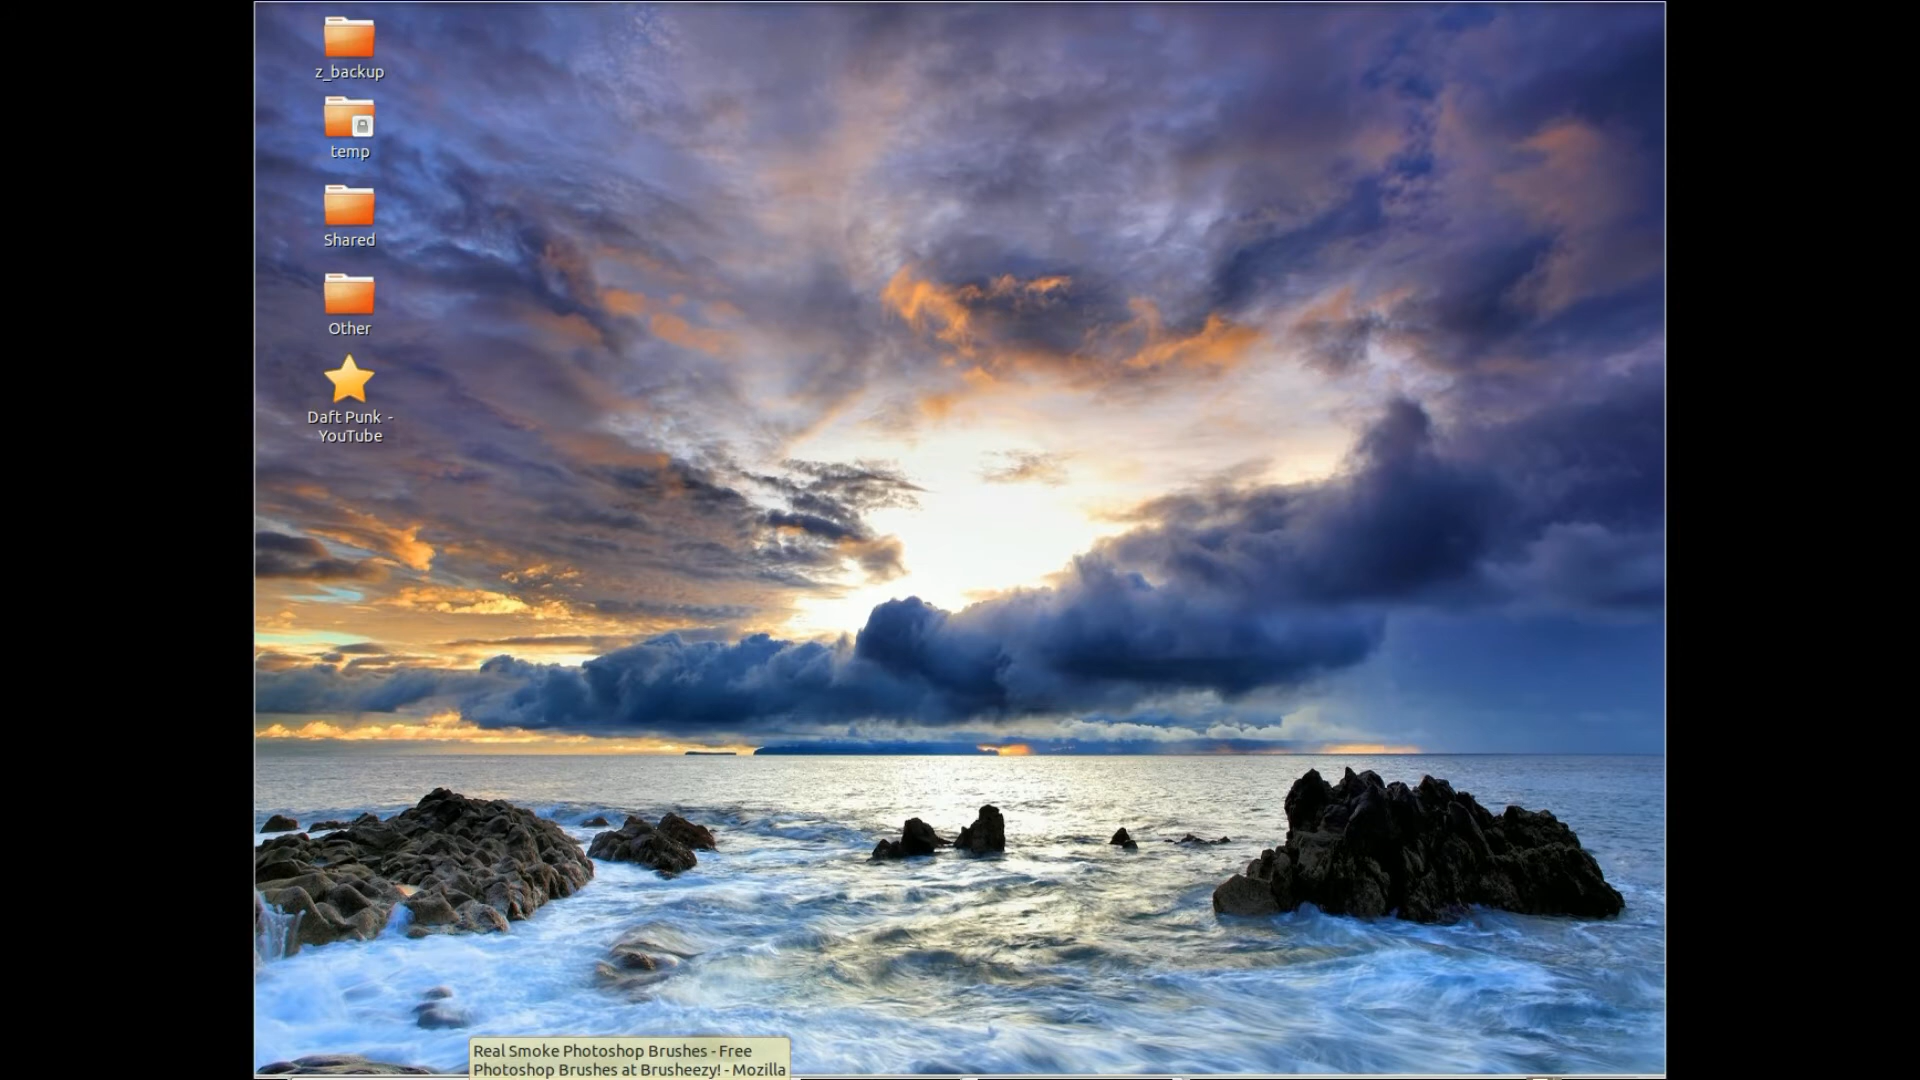 z_backup
temp
Shared
Other
Daft Punk -
YouTube
Real Smoke Photoshop Brushes - Free
Photoshop Brushes at Brusheezy! - Mozilla